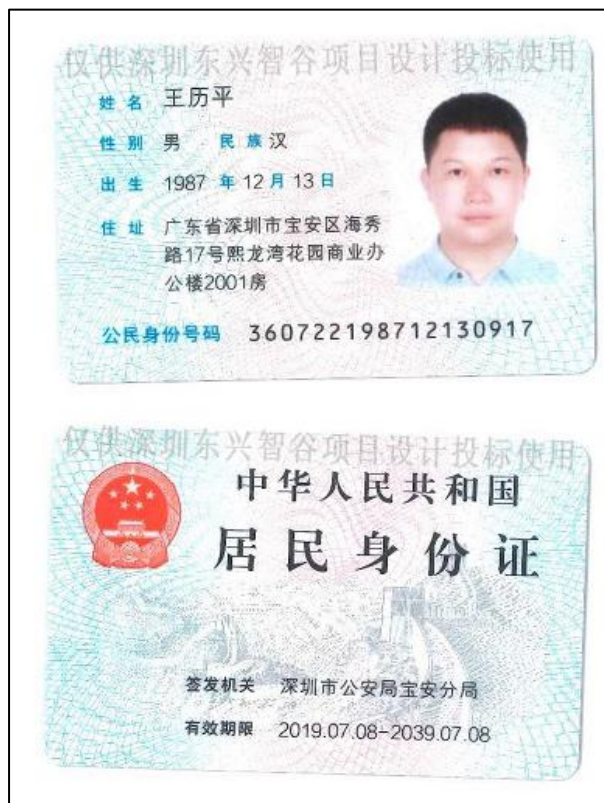 仅供深圳东兴智谷项目设计投标使用
姓名 王历平
性别 男 民族 汉
出生 1987 年 12 月 13 日
住址 广东省深圳市宝安区海秀
路17号熙龙湾花园商业办
公楼2001房
公民身份号码 360722198712130917
仅供深圳东兴智谷项目设计投标使用
中华人民共和国
居民身份证
签发机关 深圳市公安局宝安分局
有效期限 2019.07.08-2039.07.08